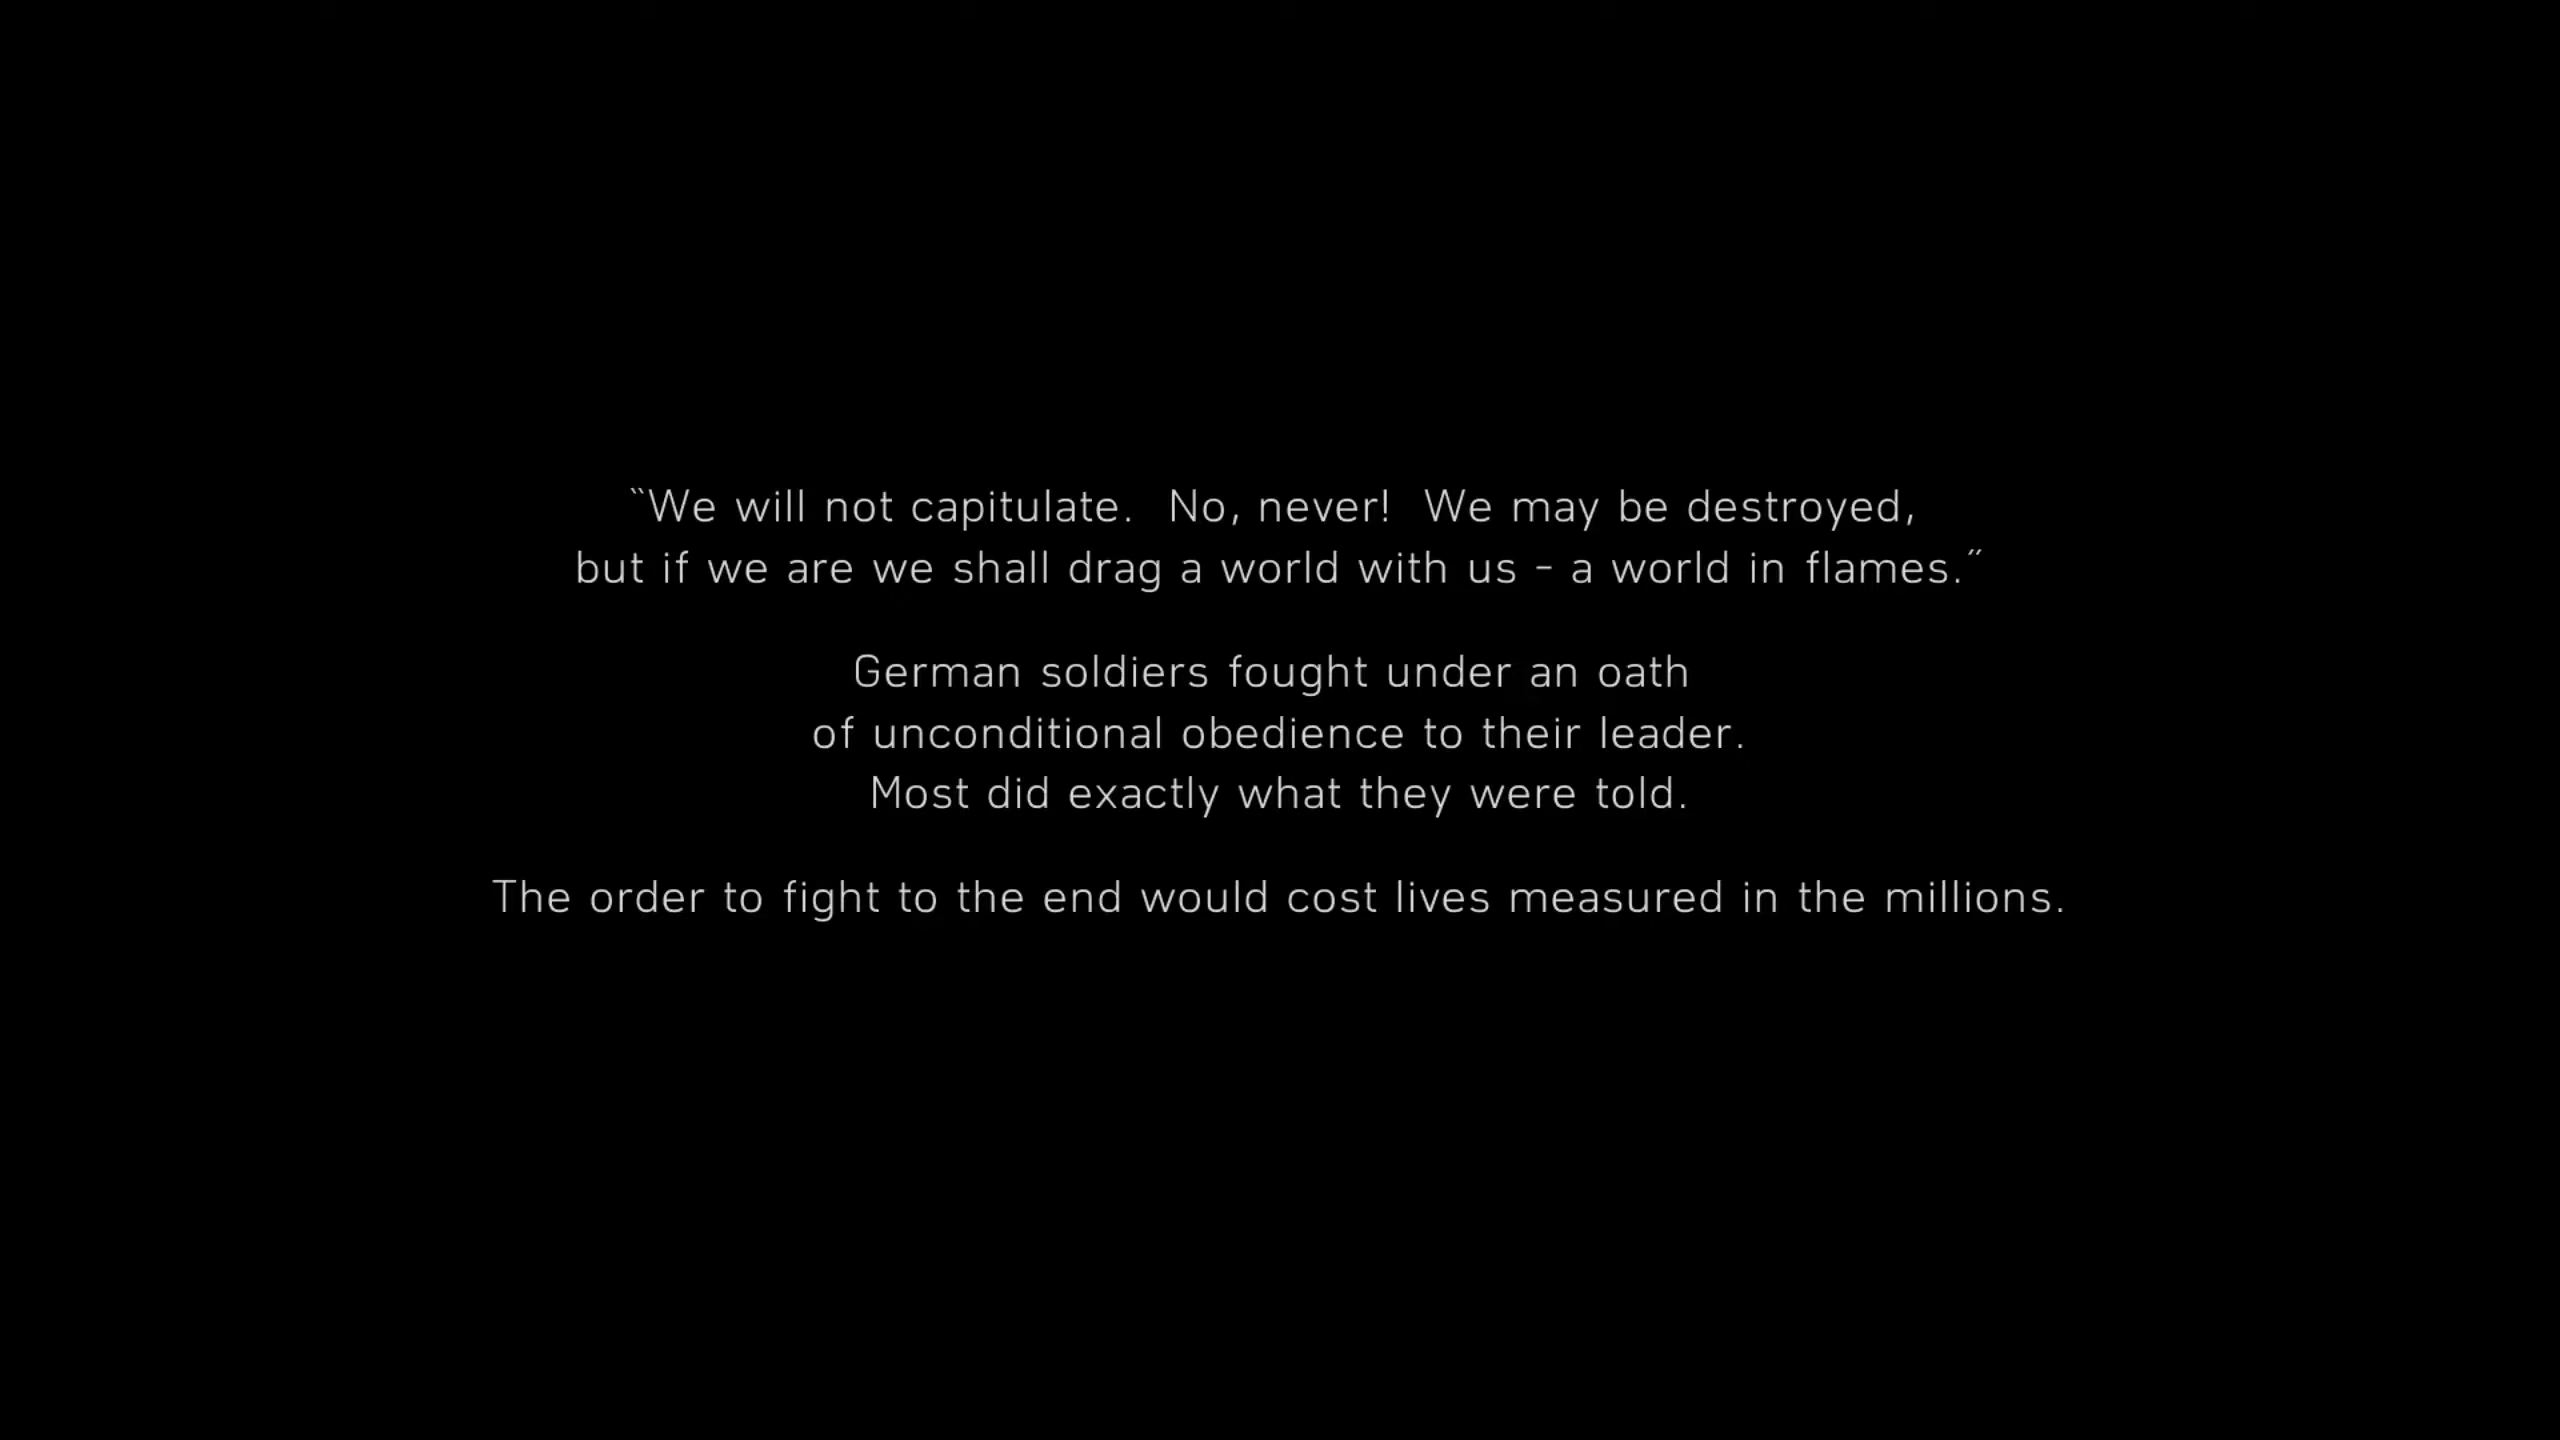 “We will not capitulate.  No, never!  We may be destroyed,
but if we are we shall drag a world with us - a world in flames.”
German soldiers fought under an oath
of unconditional obedience to their leader.
Most did exactly what they were told.
The order to fight to the end would cost lives measured in the millions.